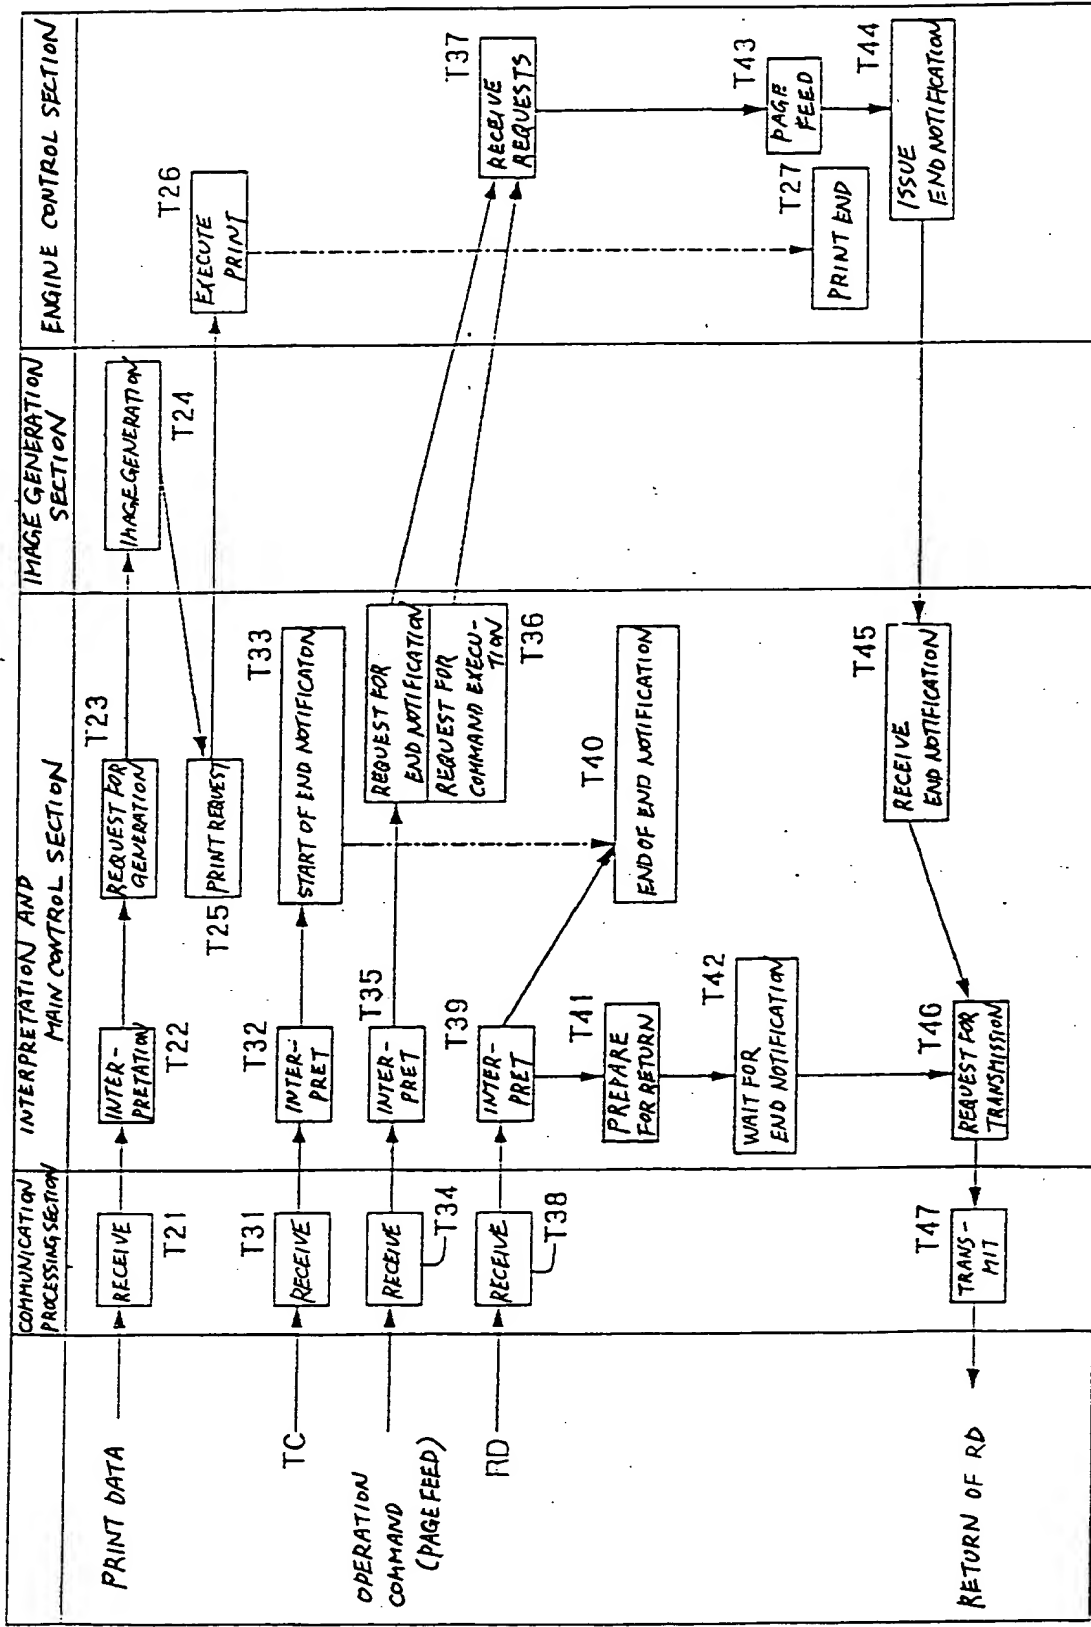 COMMUNICATION
PROCESSING SECTION
INTERPRETATION AND
MAIN CONTROL SECTION
IMAGE GENERATION
SECTION
ENGINE CONTROL SECTION
PRINT DATA
RECEIVE
T21
INTER-
PRETATION
T22
REQUEST FOR
GENERATION
T23
IMAGE GENERATION
T24
T25
PRINT REQUEST
EXECUTE
PRINT
T26
TC
RECEIVE
T31
INTER-
PRET
T32
START OF END NOTIFICATON
T33
OPERATION
COMMAND
(PAGE FEED)
RECEIVE
T34
INTER-
PRET
T35
REQUEST FOR
END NOTIFICATION
REQUEST FOR
COMMAND EXECU-
TION
T36
RECEIVE
REQUESTS
T37
RD
RECEIVE
T38
INTER-
PRET
T39
END OF END NOTIFICATION
T40
PREPARE
FOR RETURN
T41
WAIT FOR
END NOTIFICATION
T42
PAGE
FEED
T43
PRINT END
T27
ISSUE
END NOTIFICATION
T44
RECEIVE
END NOTIFICATION
T45
REQUEST FOR
TRANSMISSION
T46
TRANS-
MIT
T47
RETURN OF RD